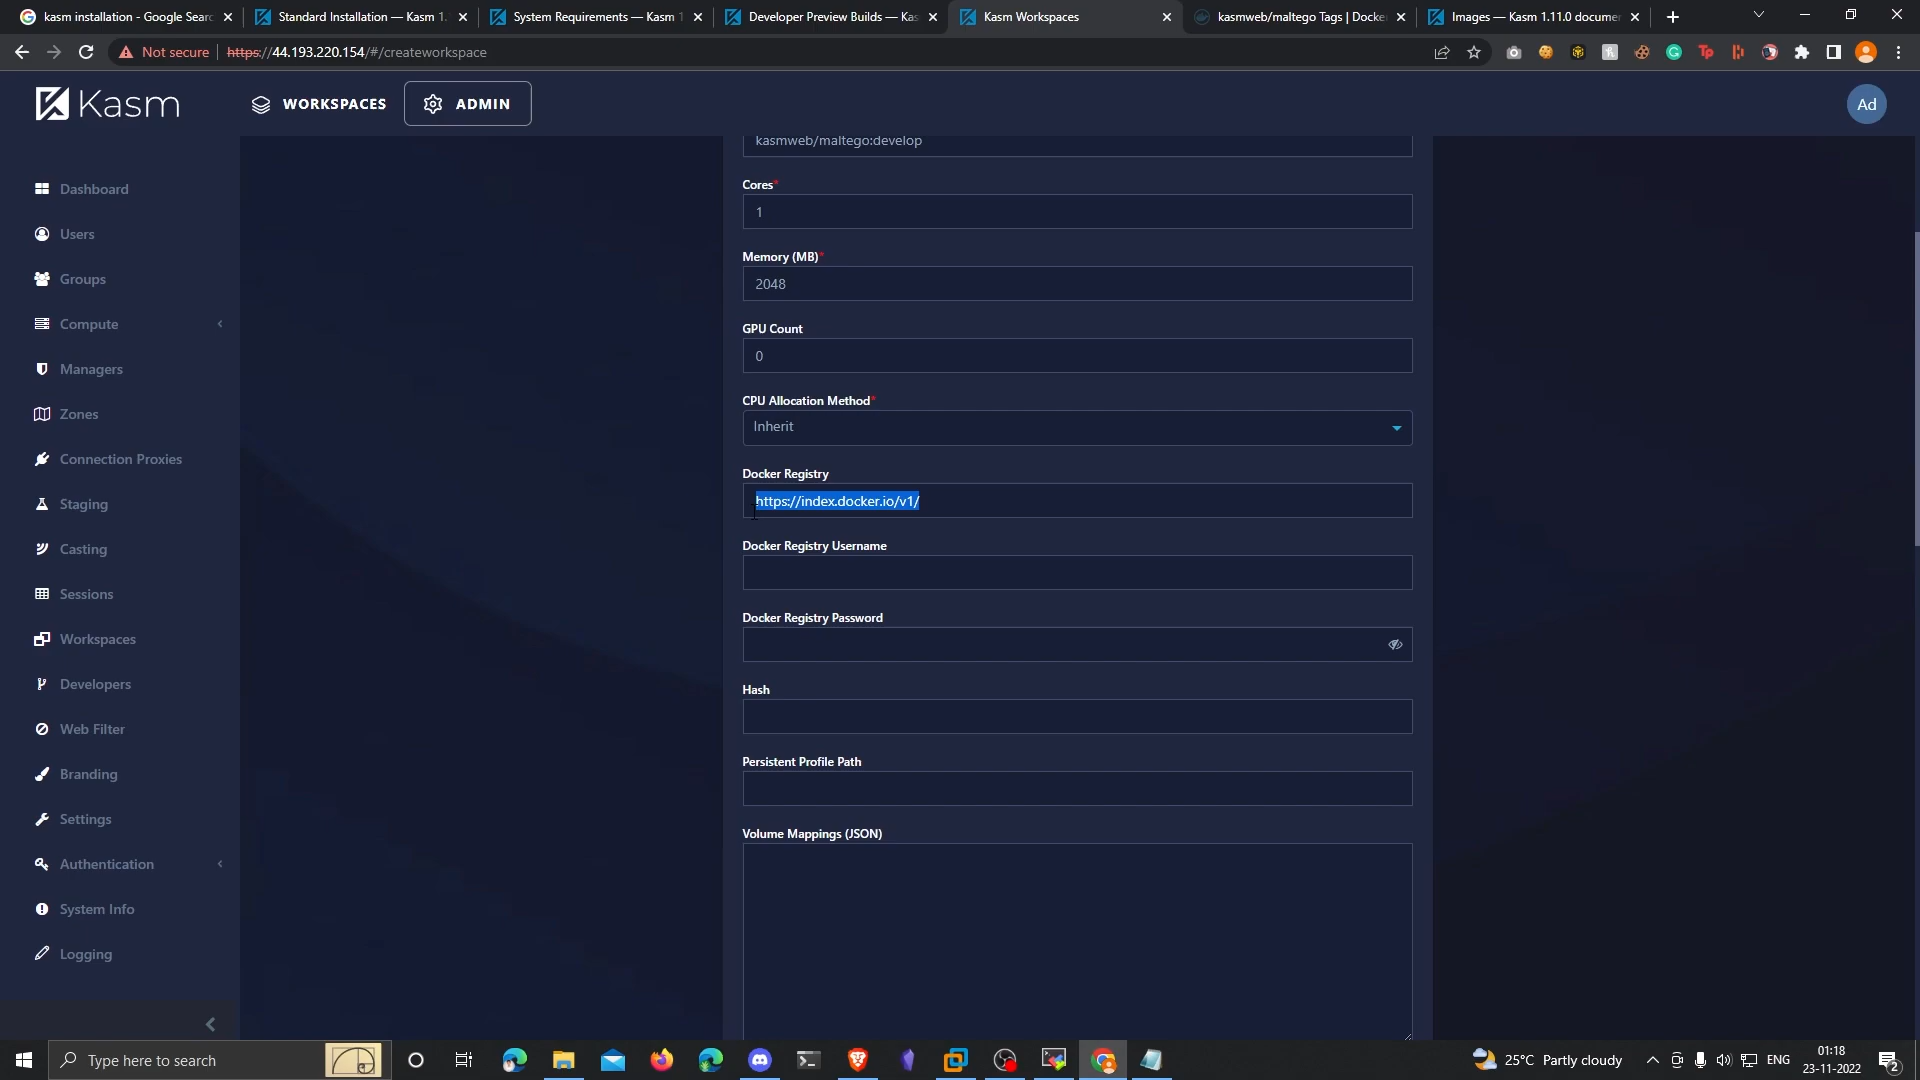 kasm installation - Google Searc
Standard Installation — Kasm 1.
System Requirements — Kasm 1
Developer Preview Builds — Kas
Kasm Workspaces
kasmweb/maltego Tags | Docke
Images — Kasm 1.11.0 documen
Not secure
https://44.193.220.154/#/createworkspace
Kasm
WORKSPACES
ADMIN
Ad
Dashboard
Users
Groups
Compute
Managers
Zones
Connection Proxies
Staging
Casting
Sessions
Workspaces
Developers
Web Filter
Branding
Settings
Authentication
System Info
Logging
kasmweb/maltego:develop
Cores*
1
Memory (MB)*
2048
GPU Count
0
CPU Allocation Method*
Inherit
Docker Registry
https://index.docker.io/v1/
Docker Registry Username
Docker Registry Password
Hash
Persistent Profile Path
Volume Mappings (JSON)
Type here to search
25°C Partly cloudy
ENG
01:18
23-11-2022
2